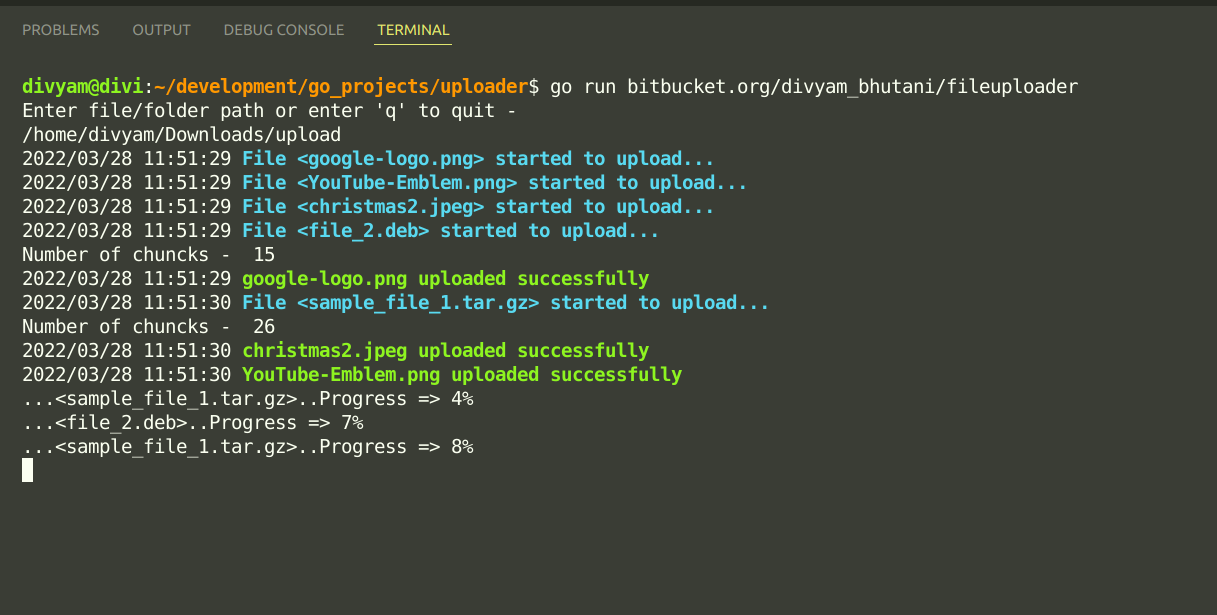 PROBLEMS OUTPUT DEBUG CONSOLE TERMINAL
divyam@divi:~/development/go_projects/uploader$ go run bitbucket.org/divyam_bhutani/fileuploader
Enter file/folder path or enter 'q' to quit -
/home/divyam/Downloads/upload
2022/03/28 11:51:29 File <google-logo.png> started to upload...
2022/03/28 11:51:29 File <YouTube-Emblem.png> started to upload...
2022/03/28 11:51:29 File <christmas2.jpeg> started to upload...
2022/03/28 11:51:29 File <file_2.deb> started to upload...
Number of chuncks -  15
2022/03/28 11:51:29 google-logo.png uploaded successfully
2022/03/28 11:51:30 File <sample_file_1.tar.gz> started to upload...
Number of chuncks -  26
2022/03/28 11:51:30 christmas2.jpeg uploaded successfully
2022/03/28 11:51:30 YouTube-Emblem.png uploaded successfully
...<sample_file_1.tar.gz>..Progress => 4%
...<file_2.deb>..Progress => 7%
...<sample_file_1.tar.gz>..Progress => 8%